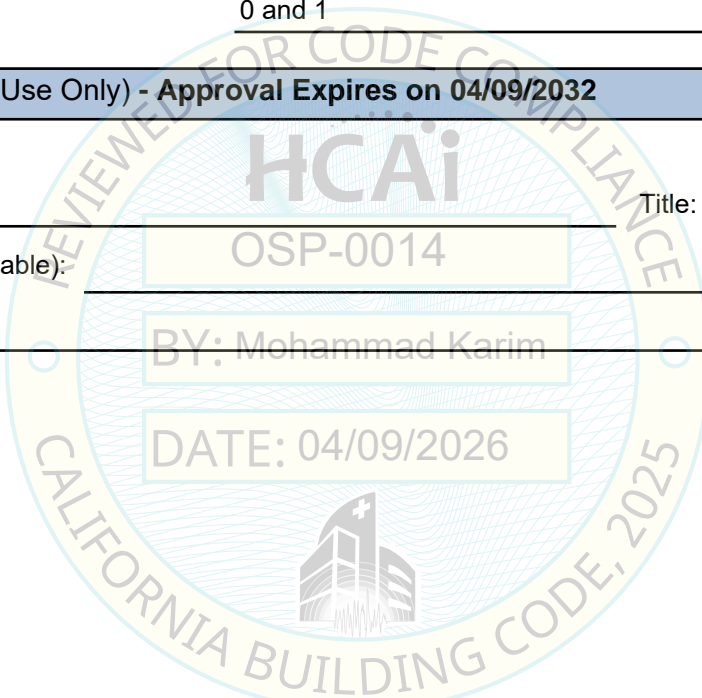 0 and 1
Use Only) - Approval Expires on 04/09/2032
REVIEWED FOR CODE COMPLIANCE
HCAi
Title:
OSP-0014
able):
BY: Mohammad Karim
DATE: 04/09/2026
CALIFORNIA BUILDING CODE, 2025